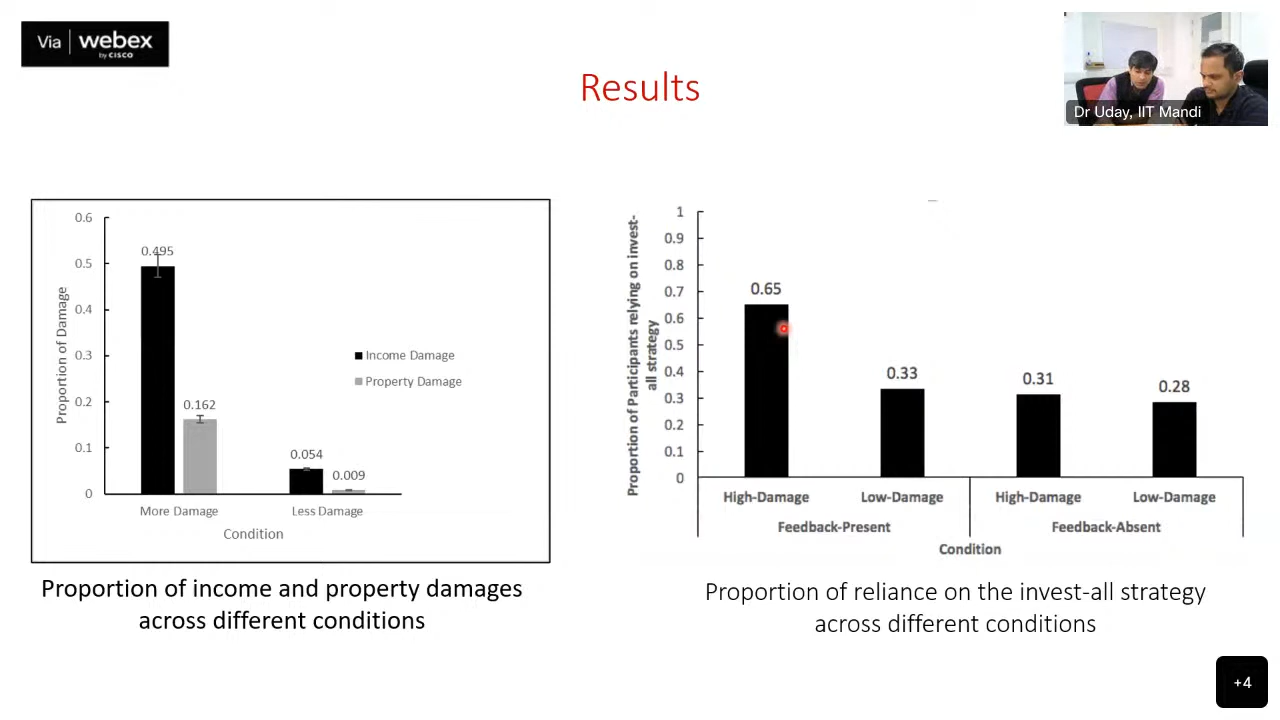 Via webex
by CISCO
Results
Dr Uday, IIT Mandi
0.6
0.5
0.4
0.3
0.2
0.1
0
Proportion of Damage
0.495
0.162
0.054
0.009
Income Damage
Property Damage
More Damage
Less Damage
Condition
Proportion of income and property damages
across different conditions
Proportion of Participants relying on invest-
all strategy
1
0.9
0.8
0.7
0.6
0.5
0.4
0.3
0.2
0.1
0
0.65
0.33
0.31
0.28
High-Damage
Low-Damage
High-Damage
Low-Damage
Feedback-Present
Feedback-Absent
Condition
Proportion of reliance on the invest-all strategy
across different conditions
+4